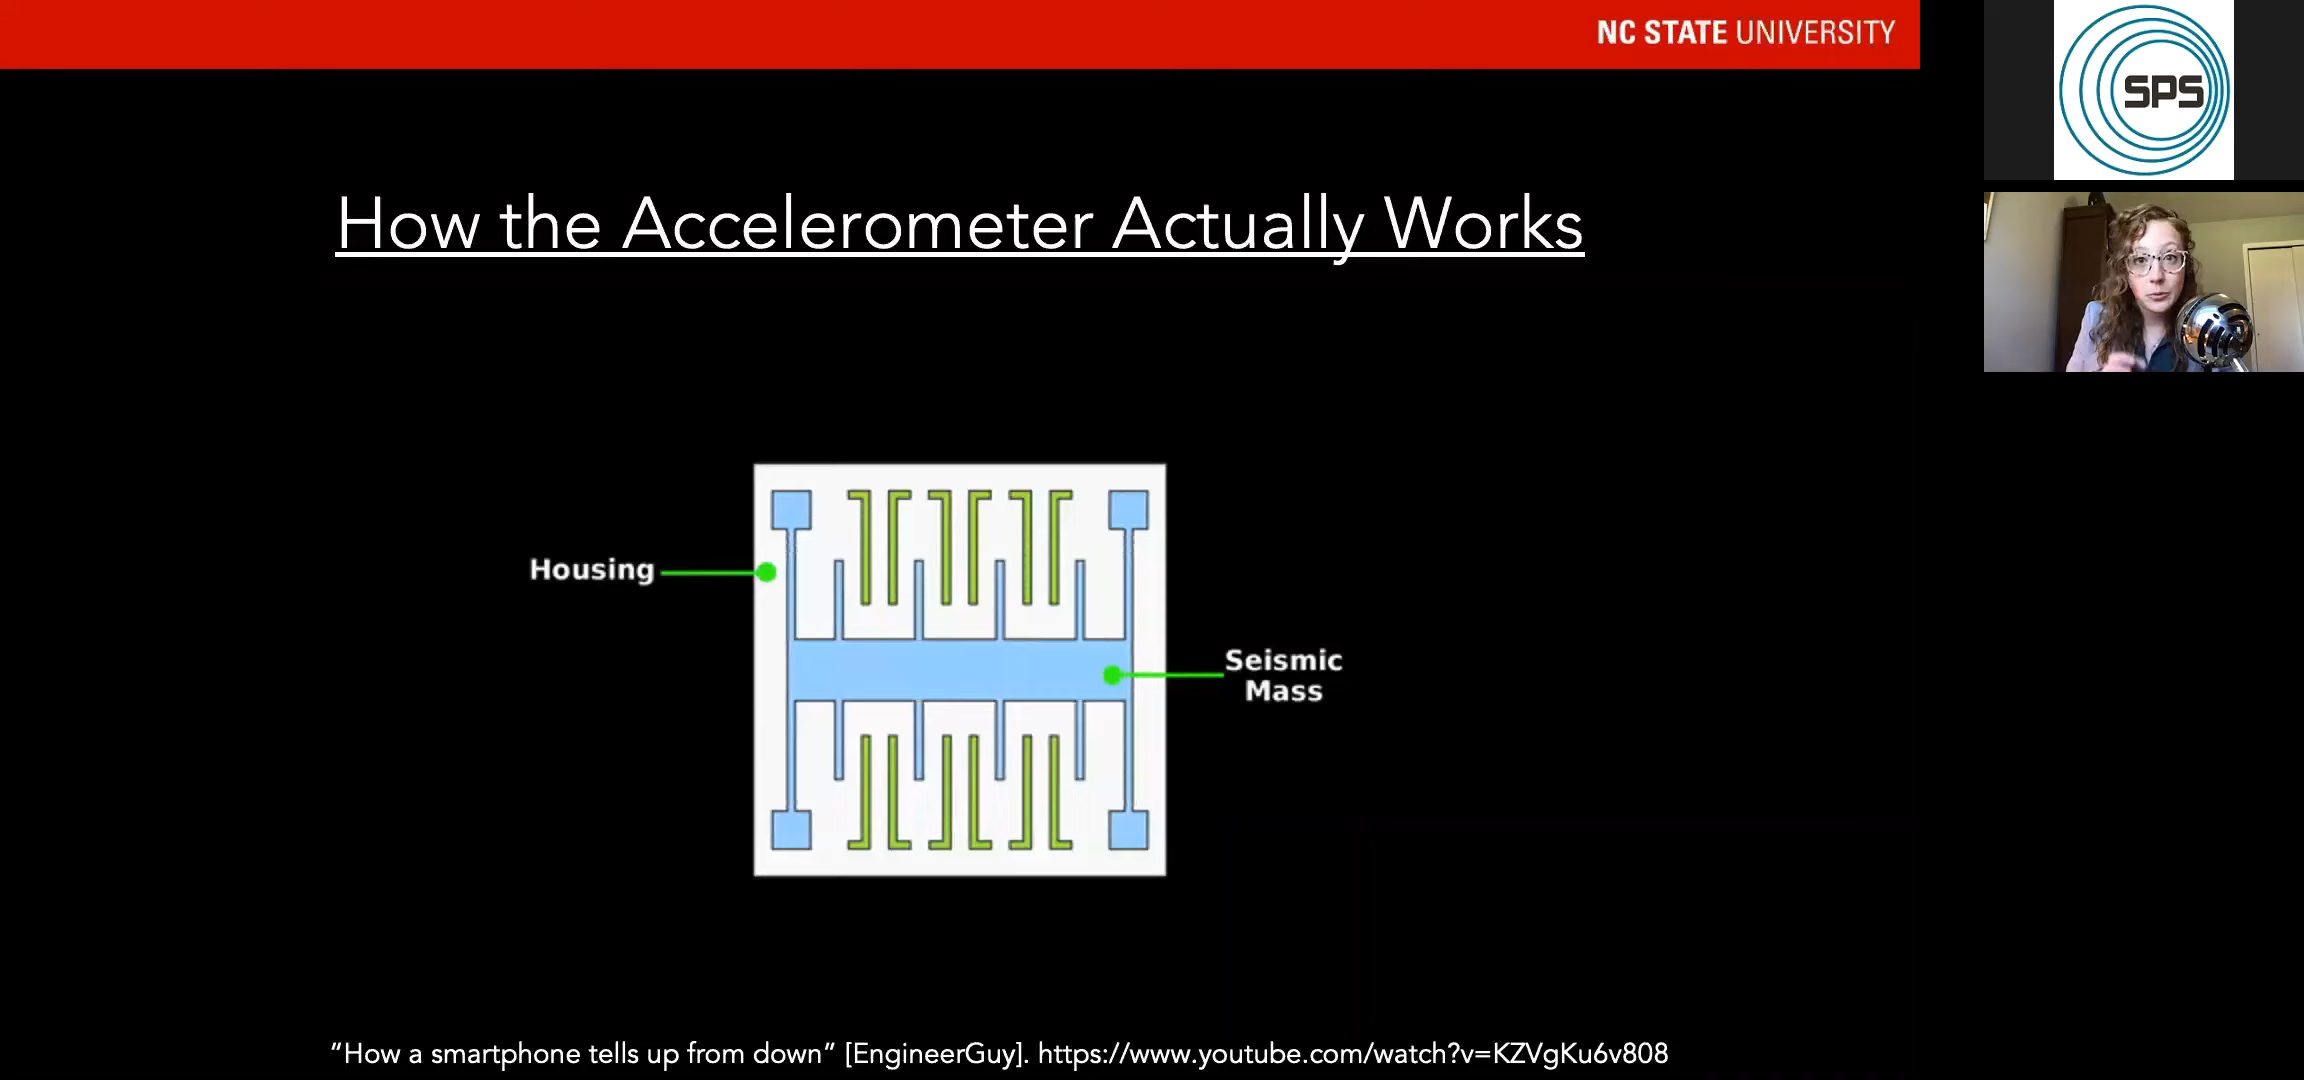 NC STATE UNIVERSITY
SPS
How the Accelerometer Actually Works
Housing
Seismic
Mass
“How a smartphone tells up from down” [EngineerGuy]. https://www.youtube.com/watch?v=KZVgKu6v808